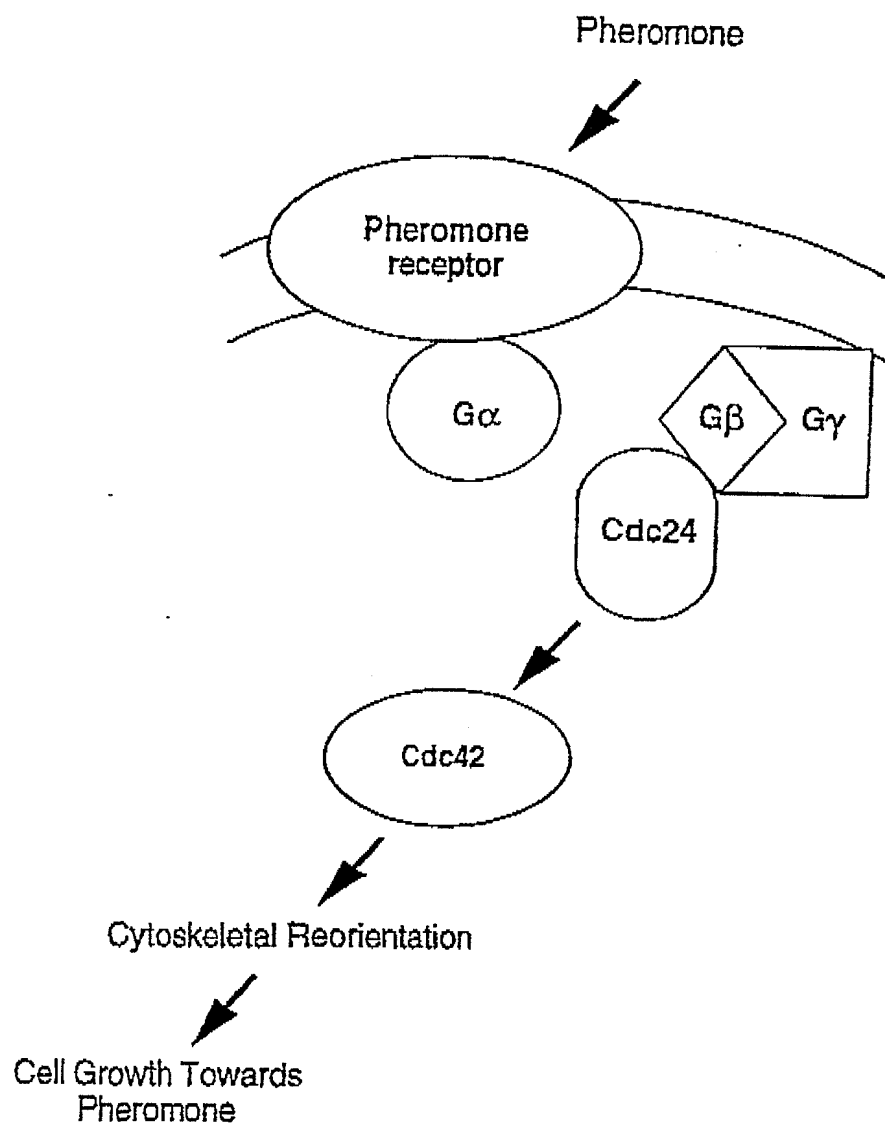 Pheromone
Pheromone
receptor
Gα
Gβ
Gγ
Cdc24
Cdc42
Cytoskeletal Reorientation
Cell Growth Towards
Pheromone